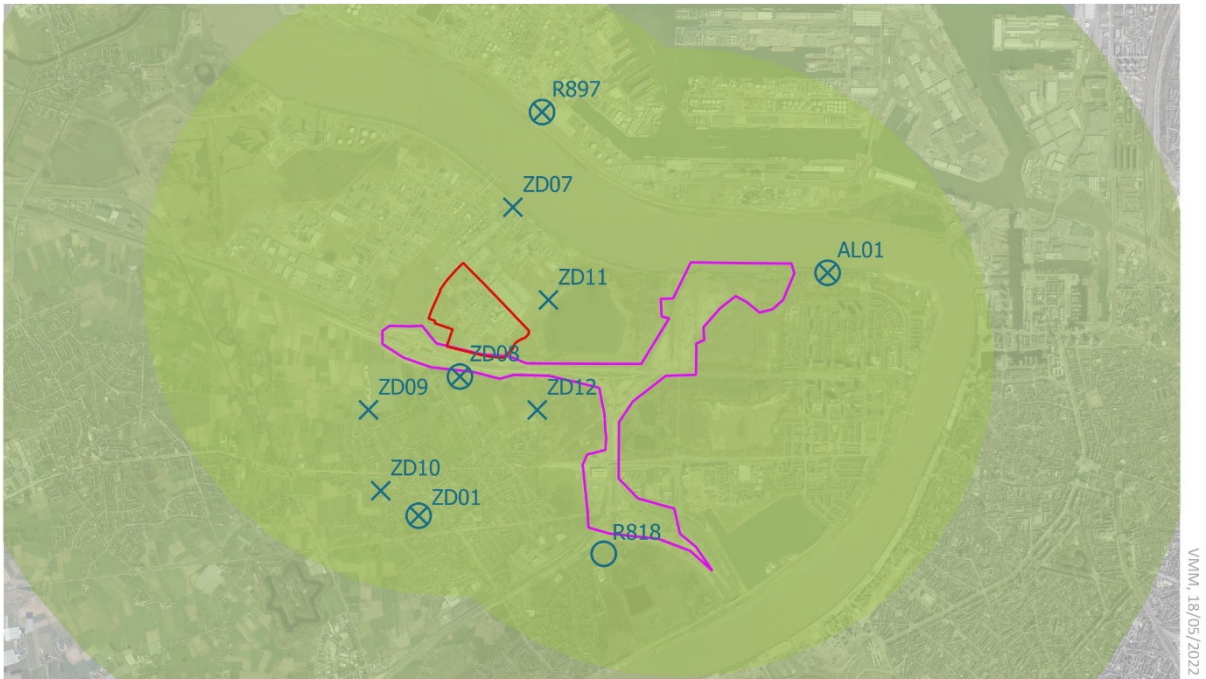 R897
ZD07
AL01
ZD11
ZD08
ZD09
ZD12
ZD10
ZD01
R818
VMM, 18/05/2022